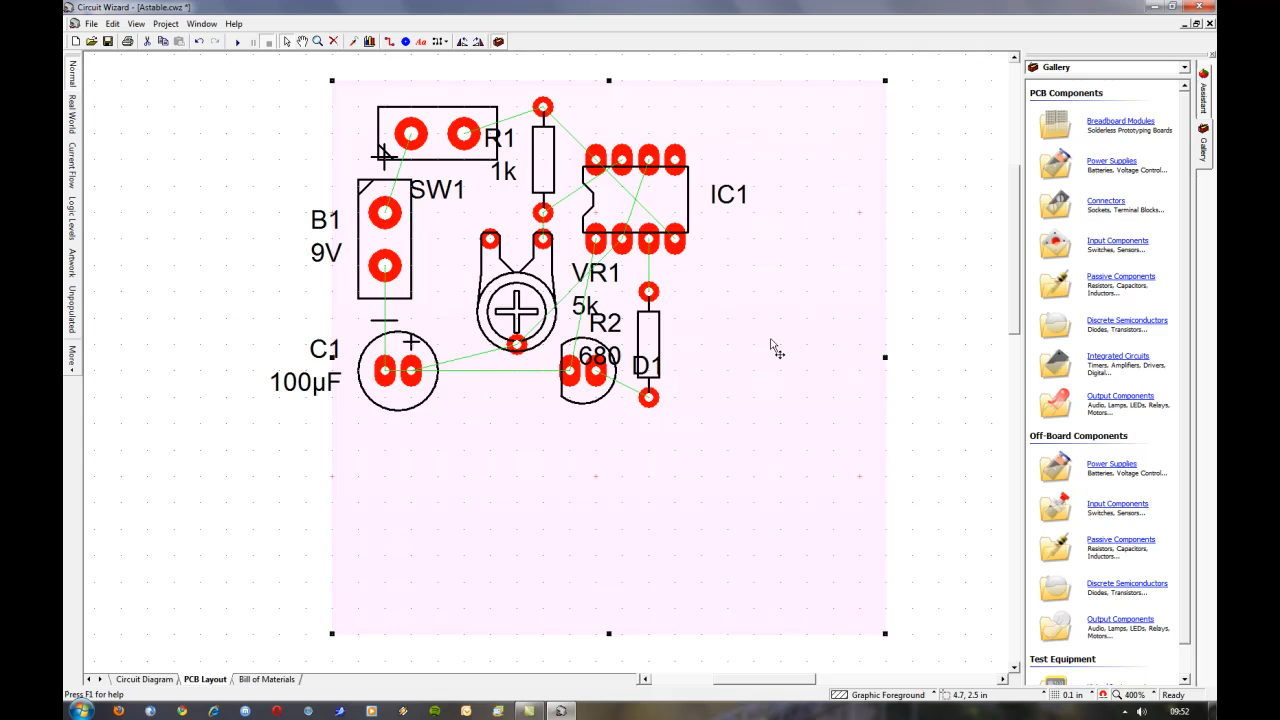 Circuit Wizard - [Astable.cwz *]
File Edit View Project Window Help
Aa
Normal
Real World
Current Flow
Logic Levels
Artwork
Unpopulated
More
R1
1k
SW1
IC1
B1
9V
VR1
5k
R2
680
D1
C1
100µF
Gallery
Assistant
Gallery
PCB Components
Breadboard Modules
Solderless Prototyping Boards
Power Supplies
Batteries, Voltage Control...
Connectors
Sockets, Terminal Blocks...
Input Components
Switches, Sensors...
Passive Components
Resistors, Capacitors,
Inductors...
Discrete Semiconductors
Diodes, Transistors...
Integrated Circuits
Timers, Amplifiers, Drivers,
Digital...
Output Components
Audio, Lamps, LEDs, Relays,
Motors...
Off-Board Components
Power Supplies
Batteries, Voltage Control...
Input Components
Switches, Sensors...
Passive Components
Resistors, Capacitors,
Inductors...
Discrete Semiconductors
Diodes, Transistors...
Output Components
Audio, Lamps, LEDs, Relays,
Motors...
Test Equipment
Circuit Diagram PCB Layout Bill of Materials
Press F1 for help
Graphic Foreground 4.7, 2.5 in 0.1 in 400% Ready
09:52